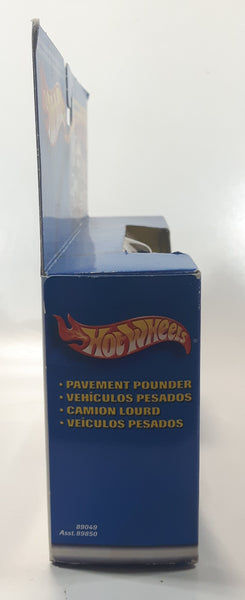 Hot Wheels
• PAVEMENT POUNDER
• VEHÍCULOS PESADOS
• CAMION LOURD
• VEÍCULOS PESADOS
89049
Asst.89850